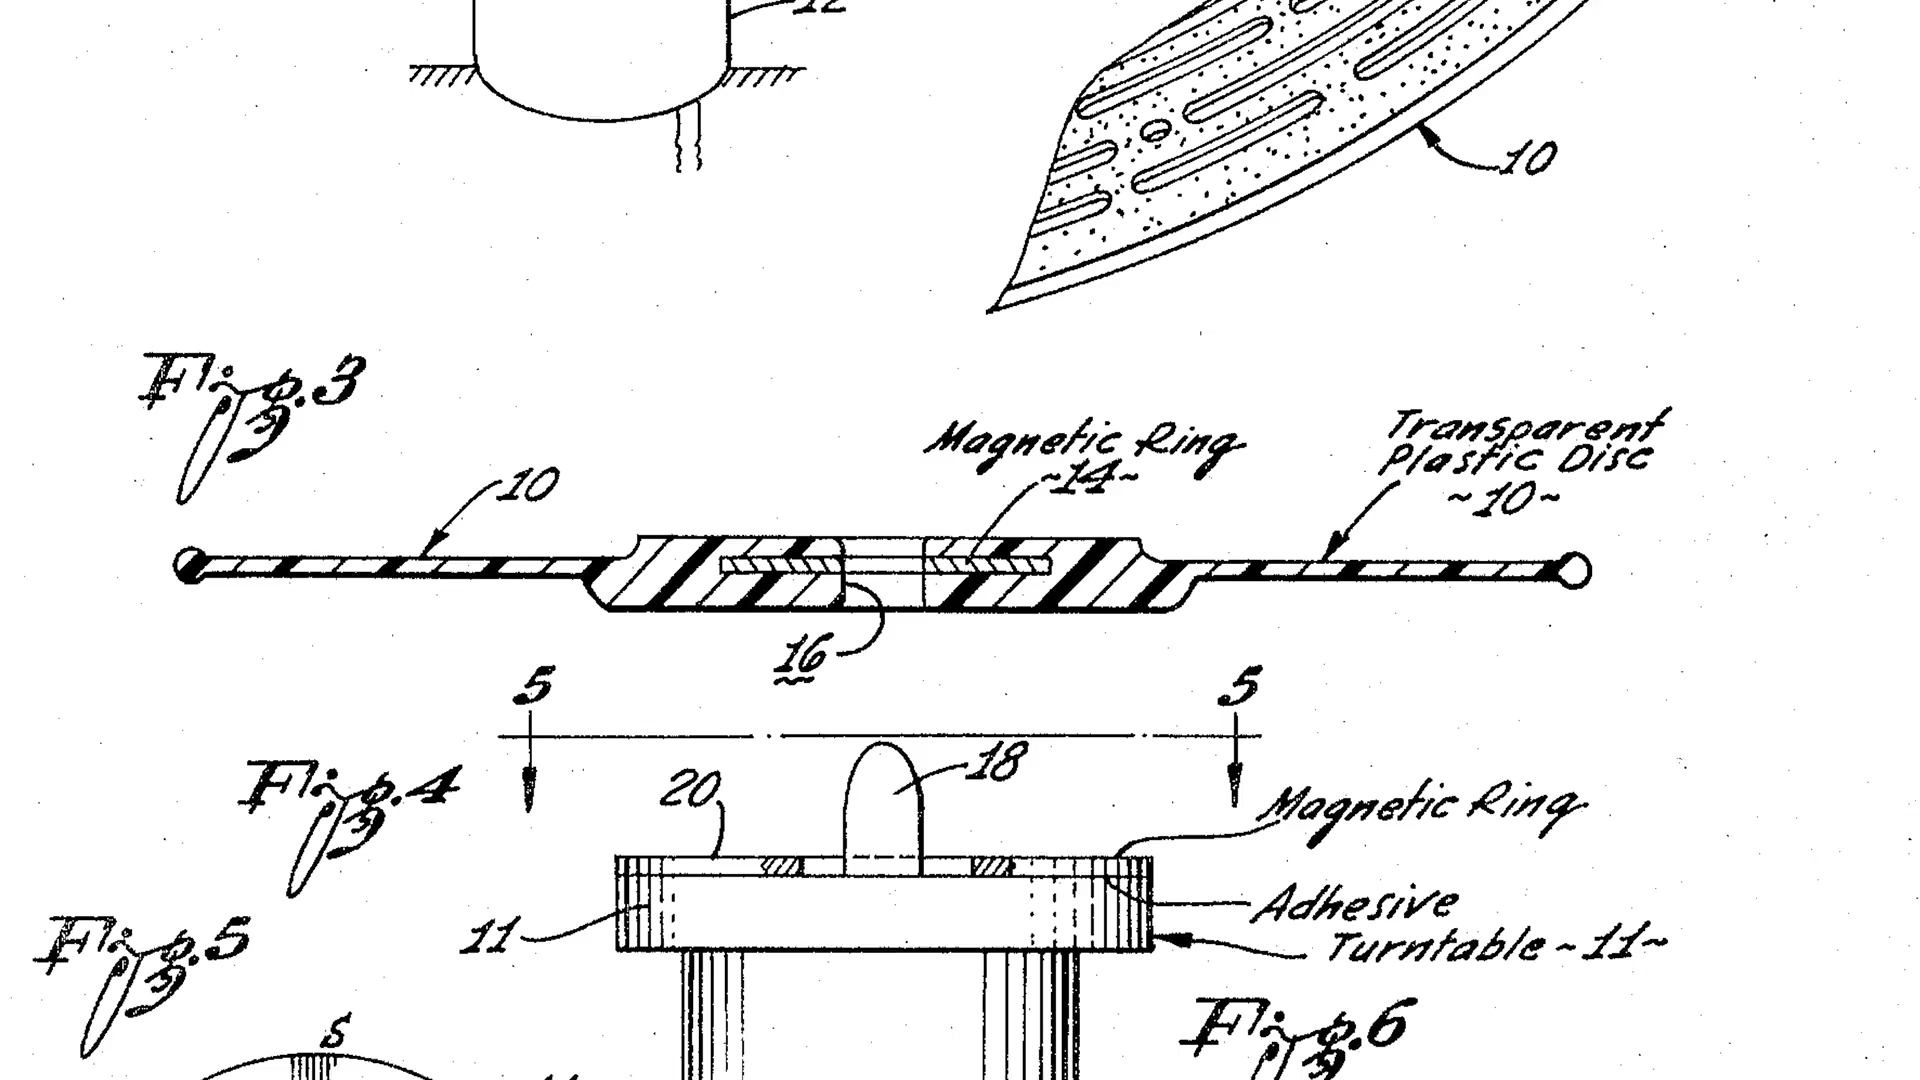 12
10
Fig. 3
Magnetic Ring
~14~
Transparent
Plastic Disc
~10~
10
16
5 5
Fig. 4
18
20
Magnetic Ring
11
Adhesive
Turntable ~11~
Fig. 5
S
Fig. 6